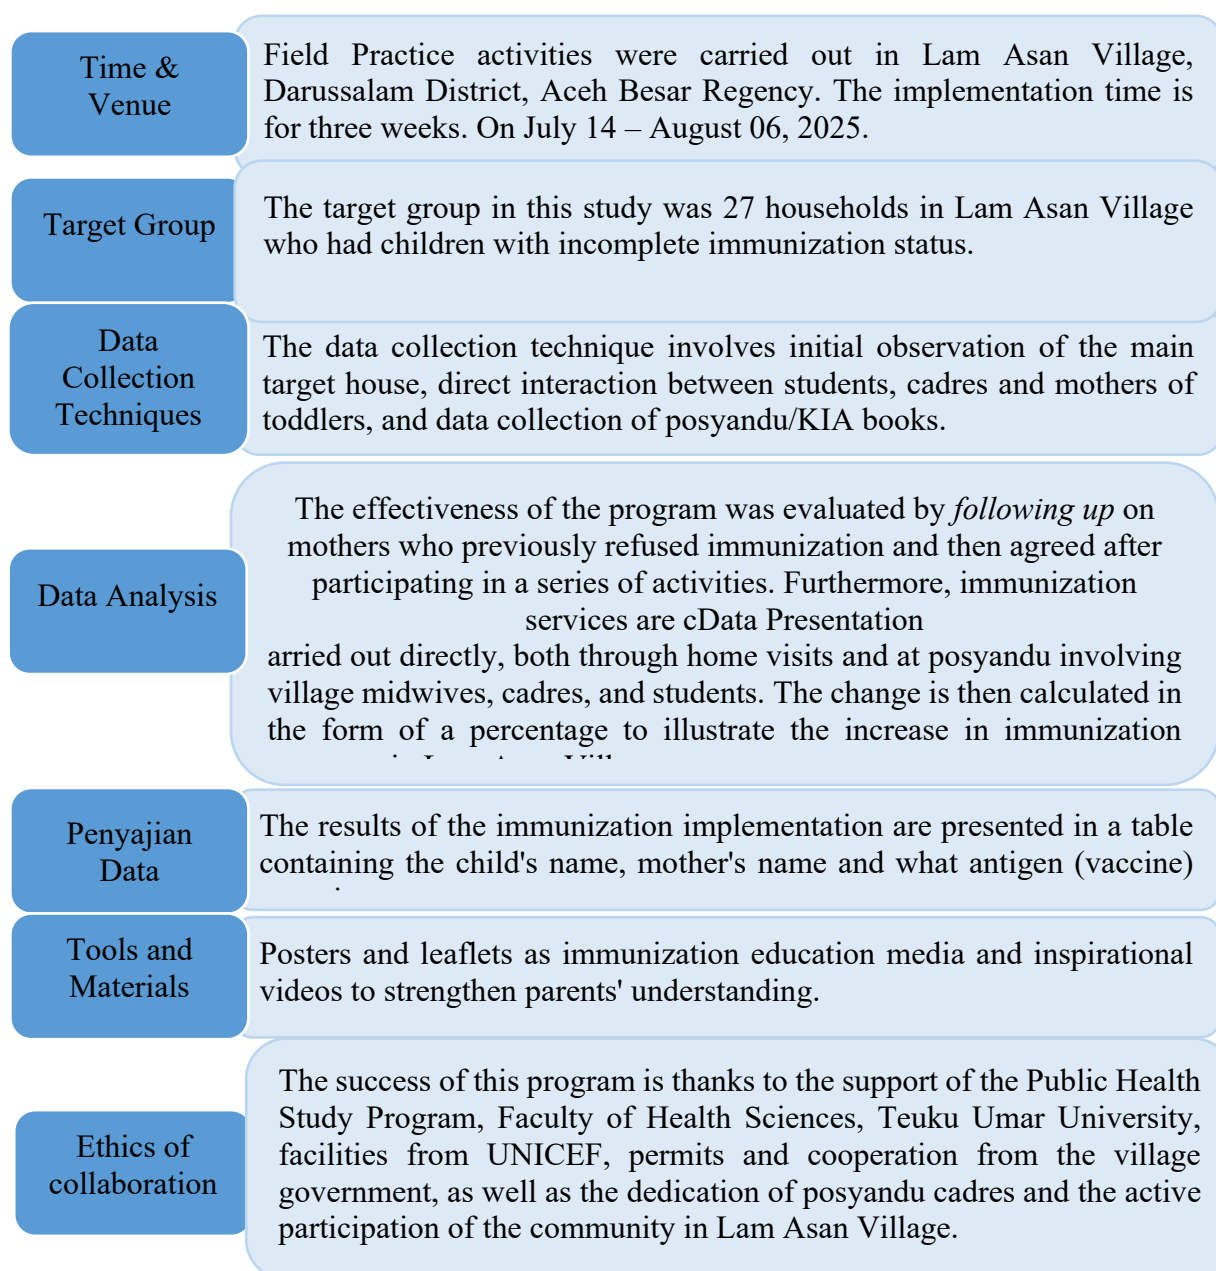 Time &
Venue
Field Practice activities were carried out in Lam Asan Village,
Darussalam District, Aceh Besar Regency. The implementation time is
for three weeks. On July 14 – August 06, 2025.
Target Group
The target group in this study was 27 households in Lam Asan Village
who had children with incomplete immunization status.
Data
Collection
Techniques
The data collection technique involves initial observation of the main
target house, direct interaction between students, cadres and mothers of
toddlers, and data collection of posyandu/KIA books.
Data Analysis
The effectiveness of the program was evaluated by following up on
mothers who previously refused immunization and then agreed after
participating in a series of activities. Furthermore, immunization
services are cData Presentation
arried out directly, both through home visits and at posyandu involving
village midwives, cadres, and students. The change is then calculated in
the form of a percentage to illustrate the increase in immunization
Penyajian
Data
The results of the immunization implementation are presented in a table
containing the child's name, mother's name and what antigen (vaccine)
Tools and
Materials
Posters and leaflets as immunization education media and inspirational
videos to strengthen parents' understanding.
Ethics of
collaboration
The success of this program is thanks to the support of the Public Health
Study Program, Faculty of Health Sciences, Teuku Umar University,
facilities from UNICEF, permits and cooperation from the village
government, as well as the dedication of posyandu cadres and the active
participation of the community in Lam Asan Village.